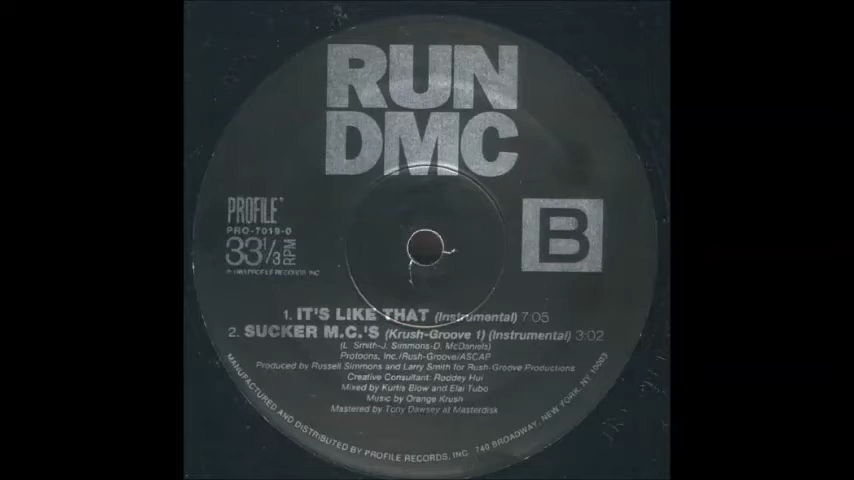 RUN
DMC
PROFILE
PRO-7019-0
33 1/3 RPM
℗ 1983 PROFILE RECORDS, INC
B
1. IT'S LIKE THAT (Instrumental) 7:05
2. SUCKER M.C.'S (Krush-Groove 1) (Instrumental) 3:02
(L. Smith-J. Simmons-D. McDaniels)
Protoons, Inc./Rush-Groove/ASCAP
Produced by Russell Simmons and Larry Smith for Rush-Groove Productions
Creative Consultant: Roddey Hui
Mixed by Kurtis Blow and Elai Tubo
Music by Orange Krush
Mastered by Tony Dawsey at Masterdisk
MANUFACTURED AND DISTRIBUTED BY PROFILE RECORDS, INC. 740 BROADWAY, NEW YORK, NY 10003